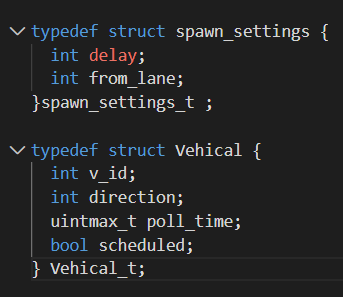 typedef struct spawn_settings {
int delay;
int from_lane;
}spawn_settings_t ;
typedef struct Vehical {
int v_id;
int direction;
uintmax_t poll_time;
bool scheduled;
} Vehical_t;